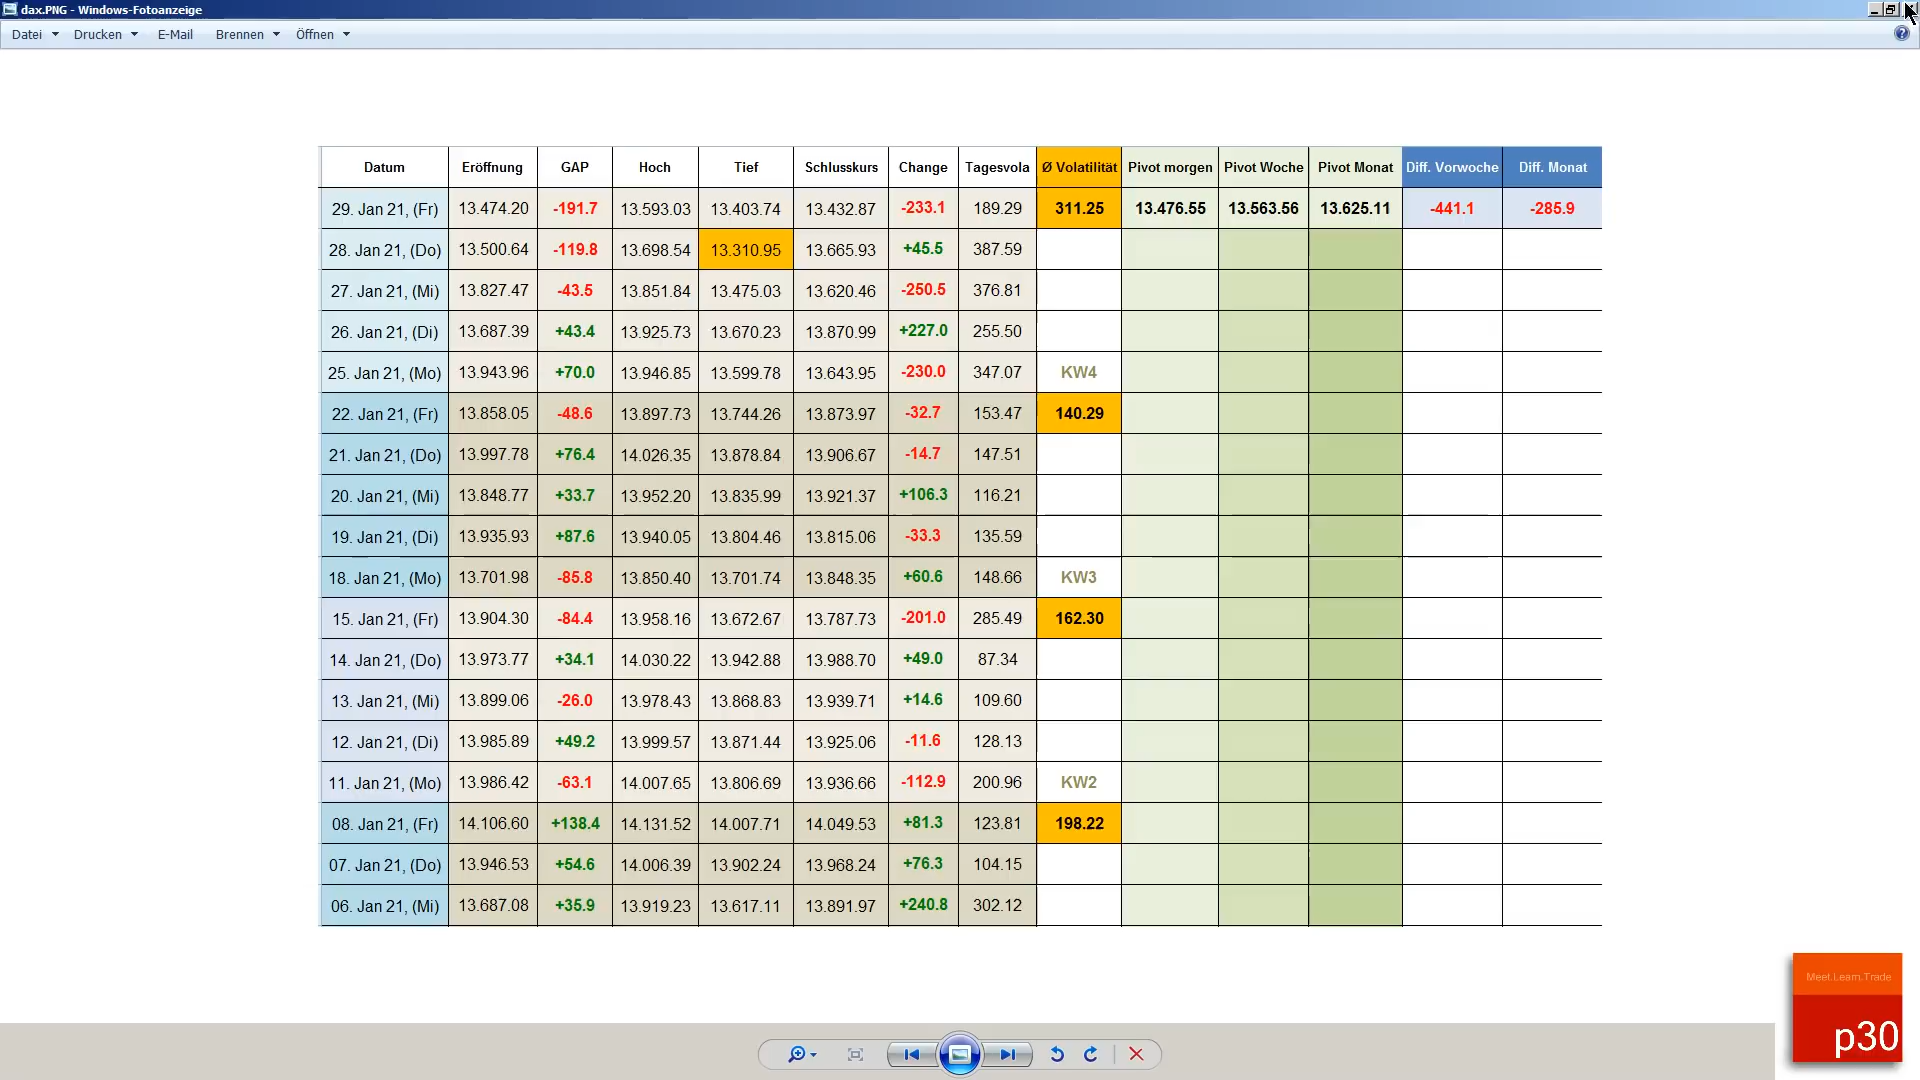 dax.PNG - Windows-Fotoanzeige
Datei Drucken E-Mail Brennen Öffnen
Datum Eröffnung GAP Hoch Tief Schlusskurs Change Tagesvola Ø Volatilität Pivot morgen Pivot Woche Pivot Monat Diff. Vorwoche Diff. Monat
29. Jan 21, (Fr) 13.474.20 -191.7 13.593.03 13.403.74 13.432.87 -233.1 189.29 311.25 13.476.55 13.563.56 13.625.11 -441.1 -285.9
28. Jan 21, (Do) 13.500.64 -119.8 13.698.54 13.310.95 13.665.93 +45.5 387.59
27. Jan 21, (Mi) 13.827.47 -43.5 13.851.84 13.475.03 13.620.46 -250.5 376.81
26. Jan 21, (Di) 13.687.39 +43.4 13.925.73 13.670.23 13.870.99 +227.0 255.50
25. Jan 21, (Mo) 13.943.96 +70.0 13.946.85 13.599.78 13.643.95 -230.0 347.07 KW4
22. Jan 21, (Fr) 13.858.05 -48.6 13.897.73 13.744.26 13.873.97 -32.7 153.47 140.29
21. Jan 21, (Do) 13.997.78 +76.4 14.026.35 13.878.84 13.906.67 -14.7 147.51
20. Jan 21, (Mi) 13.848.77 +33.7 13.952.20 13.835.99 13.921.37 +106.3 116.21
19. Jan 21, (Di) 13.935.93 +87.6 13.940.05 13.804.46 13.815.06 -33.3 135.59
18. Jan 21, (Mo) 13.701.98 -85.8 13.850.40 13.701.74 13.848.35 +60.6 148.66 KW3
15. Jan 21, (Fr) 13.904.30 -84.4 13.958.16 13.672.67 13.787.73 -201.0 285.49 162.30
14. Jan 21, (Do) 13.973.77 +34.1 14.030.22 13.942.88 13.988.70 +49.0 87.34
13. Jan 21, (Mi) 13.899.06 -26.0 13.978.43 13.868.83 13.939.71 +14.6 109.60
12. Jan 21, (Di) 13.985.89 +49.2 13.999.57 13.871.44 13.925.06 -11.6 128.13
11. Jan 21, (Mo) 13.986.42 -63.1 14.007.65 13.806.69 13.936.66 -112.9 200.96 KW2
08. Jan 21, (Fr) 14.106.60 +138.4 14.131.52 14.007.71 14.049.53 +81.3 123.81 198.22
07. Jan 21, (Do) 13.946.53 +54.6 14.006.39 13.902.24 13.968.24 +76.3 104.15
06. Jan 21, (Mi) 13.687.08 +35.9 13.919.23 13.617.11 13.891.97 +240.8 302.12
Meet.Learn.Trade
p30